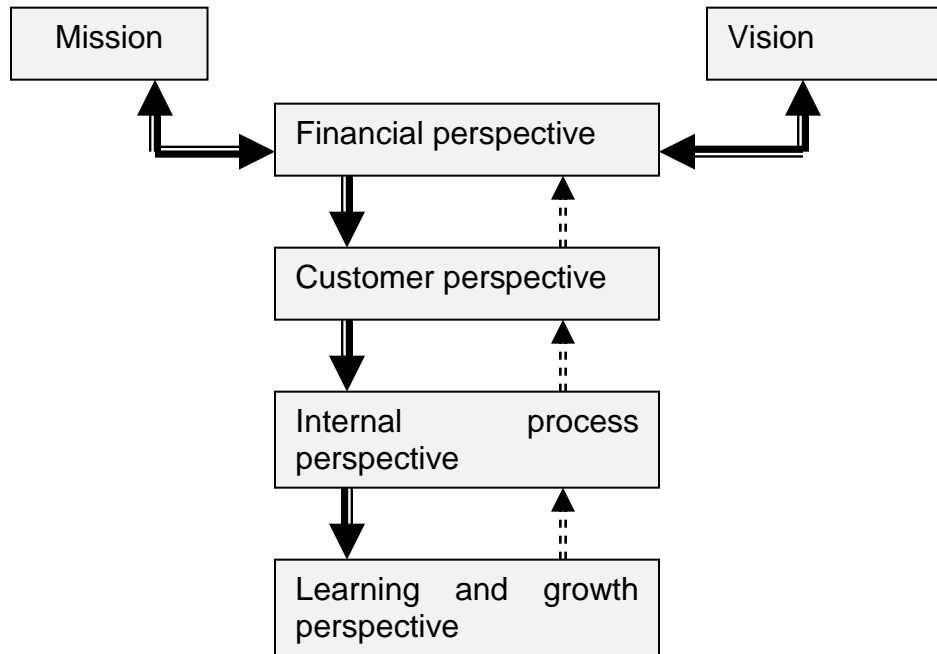 Mission
Vision
Financial perspective
Customer perspective
Internal process
perspective
Learning and growth
perspective